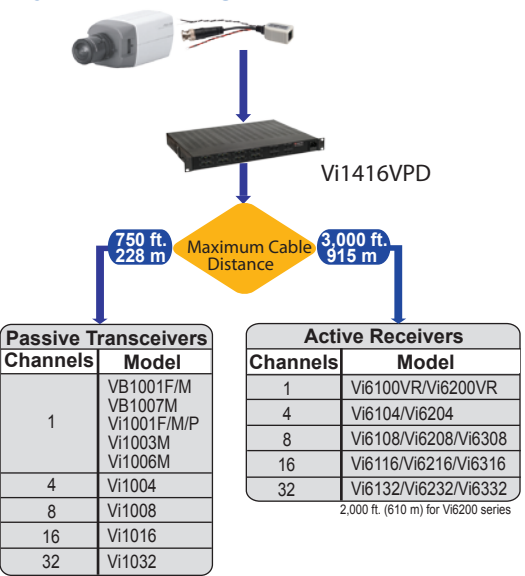 Vi1416VPD
750 ft.
228 m
Maximum Cable
Distance
3,000 ft.
915 m
Passive Transceivers
Channels Model
1
VB1001F/M
VB1007M
Vi1001F/M/P
Vi1003M
Vi1006M
4 Vi1004
8 Vi1008
16 Vi1016
32 Vi1032
Active Receivers
Channels Model
1 Vi6100VR/Vi6200VR
4 Vi6104/Vi6204
8 Vi6108/Vi6208/Vi6308
16 Vi6116/Vi6216/Vi6316
32 Vi6132/Vi6232/Vi6332
2,000 ft. (610 m) for Vi6200 series